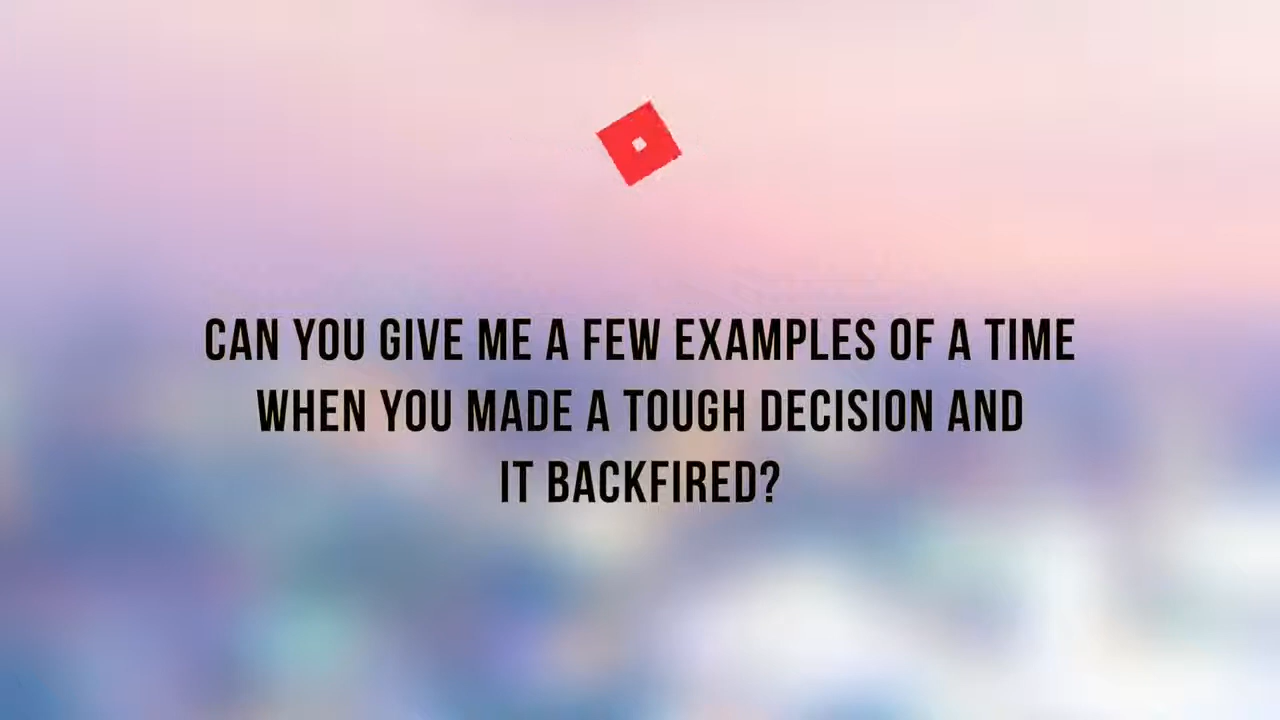 CAN YOU GIVE ME A FEW EXAMPLES OF A TIME
WHEN YOU MADE A TOUGH DECISION AND
IT BACKFIRED?